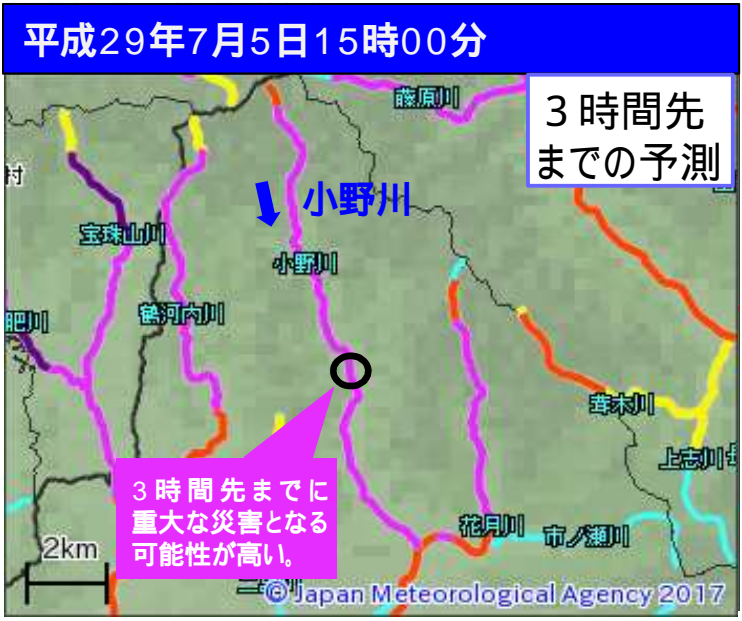 平成29年7月5日15時00分
3時間先
までの予測
藤原川
村
小野川
宝珠山川
小野川
鶴河内川
肥川
茸木川
上志川
3時間先までに
重大な災害となる
可能性が高い。
花月川
市ノ瀬川
2km
© Japan Meteorological Agency 2017